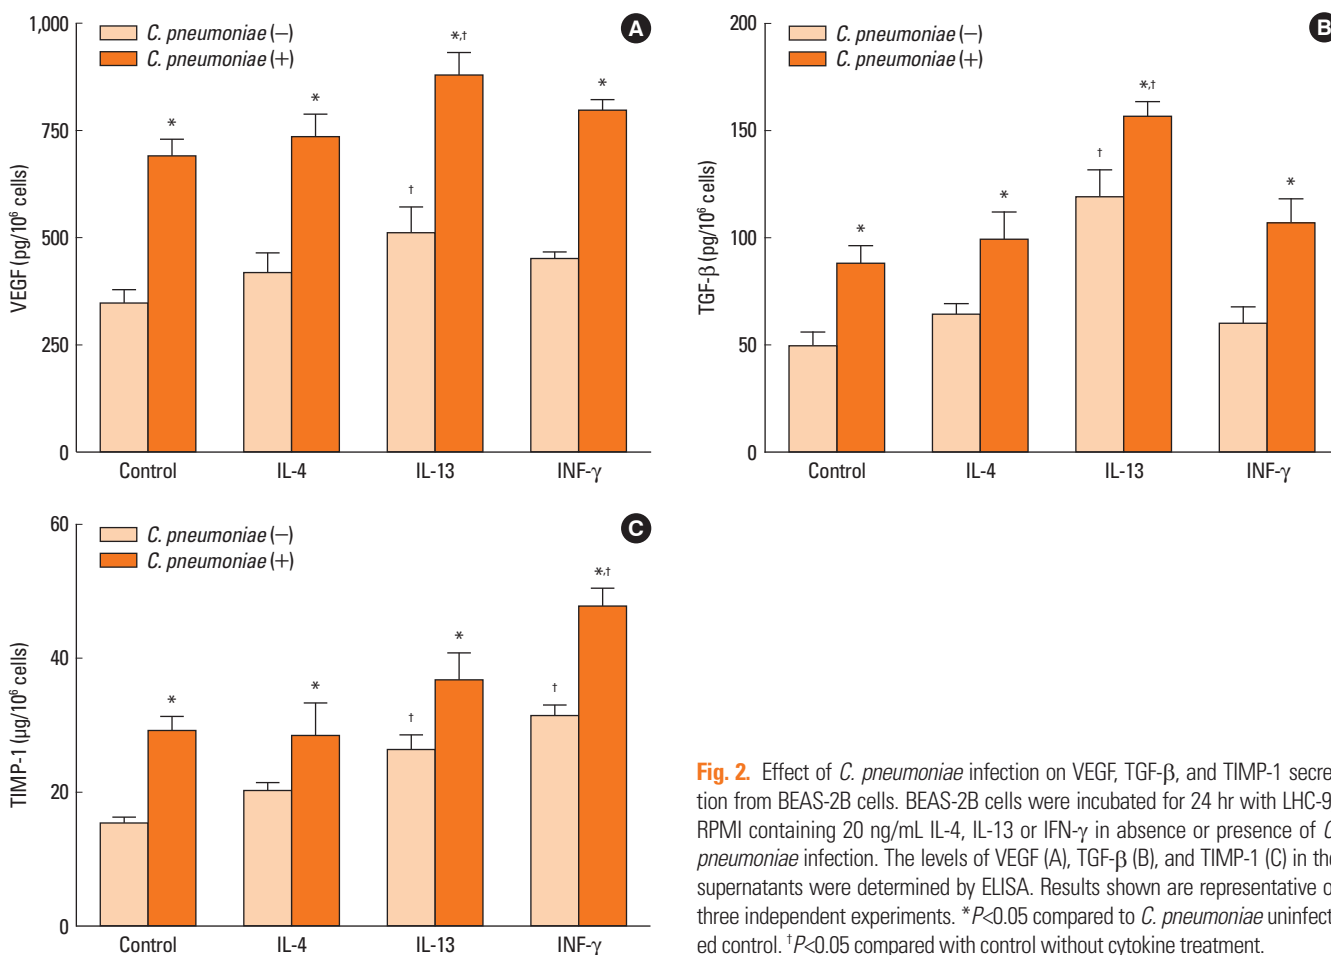 A
C. pneumoniae (−)
C. pneumoniae (+)
VEGF (pg/10⁶ cells)
1,000
750
500
250
0
*
*
†
*,†
*
Control IL-4 IL-13 INF-γ
B
C. pneumoniae (−)
C. pneumoniae (+)
TGF-β (pg/10⁶ cells)
200
150
100
50
0
*
*
†
*,†
*
Control IL-4 IL-13 INF-γ
C
C. pneumoniae (−)
C. pneumoniae (+)
TIMP-1 (μg/10⁶ cells)
60
40
20
0
*
*
†
*
†
*,†
Control IL-4 IL-13 INF-γ
Fig. 2. Effect of C. pneumoniae infection on VEGF, TGF-β, and TIMP-1 secre-
tion from BEAS-2B cells. BEAS-2B cells were incubated for 24 hr with LHC-9
RPMI containing 20 ng/mL IL-4, IL-13 or IFN-γ in absence or presence of C.
pneumoniae infection. The levels of VEGF (A), TGF-β (B), and TIMP-1 (C) in the
supernatants were determined by ELISA. Results shown are representative o
three independent experiments. *P<0.05 compared to C. pneumoniae uninfect-
ed control. †P<0.05 compared with control without cytokine treatment.